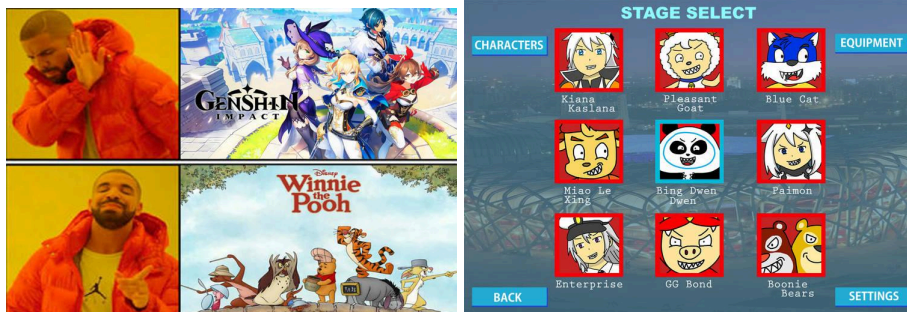 GENSHIN
IMPACT
Disney
Winnie
the
Pooh
STAGE SELECT
CHARACTERS
EQUIPMENT
Kiana
Kaslana
Pleasant
Goat
Blue Cat
Miao Le
Xing
Bing Dwen
Dwen
Paimon
Enterprise
GG Bond
Boonie
Bears
BACK
SETTINGS